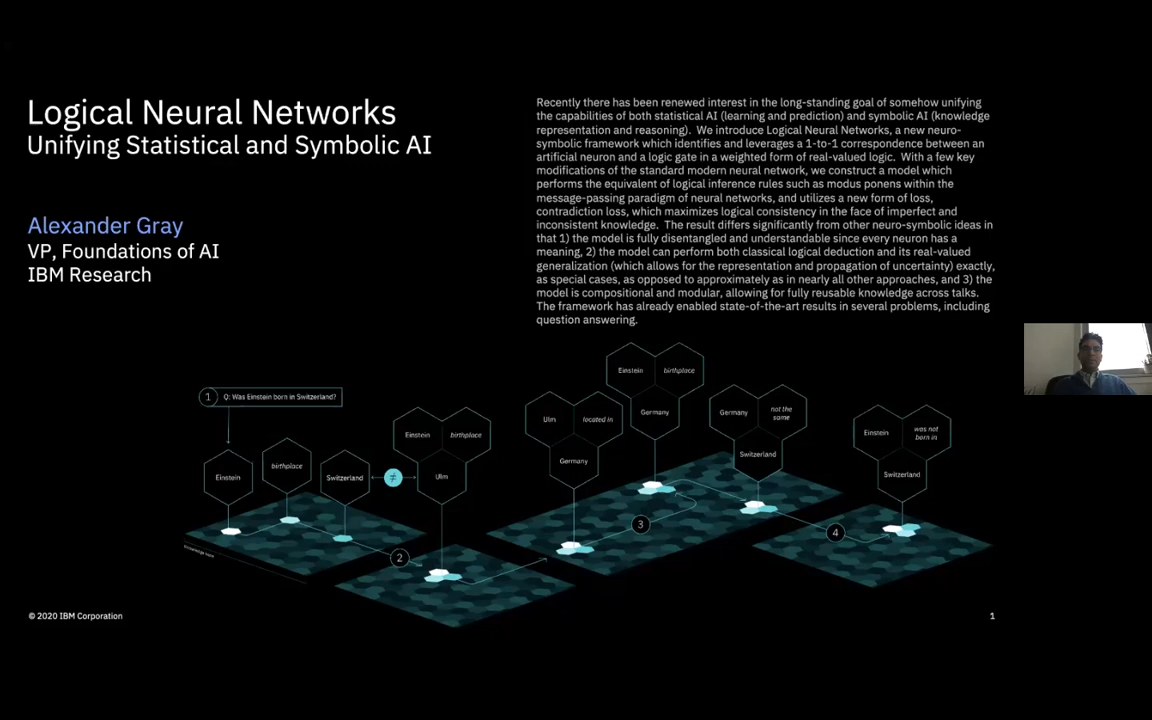 Logical Neural Networks
Unifying Statistical and Symbolic AI
Alexander Gray
VP, Foundations of AI
IBM Research
Recently there has been renewed interest in the long-standing goal of somehow unifying
the capabilities of both statistical AI (learning and prediction) and symbolic AI (knowledge
representation and reasoning). We introduce Logical Neural Networks, a new neuro-
symbolic framework which identifies and leverages a 1-to-1 correspondence between an
artificial neuron and a logic gate in a weighted form of real-valued logic. With a few key
modifications of the standard modern neural network, we construct a model which
performs the equivalent of logical inference rules such as modus ponens within the
message-passing paradigm of neural networks, and utilizes a new form of loss,
contradiction loss, which maximizes logical consistency in the face of imperfect and
inconsistent knowledge. The result differs significantly from other neuro-symbolic ideas in
that 1) the model is fully disentangled and understandable since every neuron has a
meaning, 2) the model can perform both classical logical deduction and its real-valued
generalization (which allows for the representation and propagation of uncertainty) exactly,
as special cases, as opposed to approximately as in nearly all other approaches, and 3) the
model is compositional and modular, allowing for fully reusable knowledge across talks.
The framework has already enabled state-of-the-art results in several problems, including
question answering.
1
Q: Was Einstein born in Switzerland?
Einstein
birthplace
Switzerland
≠
Einstein
birthplace
Ulm
Ulm
located in
Germany
Einstein
birthplace
Germany
Germany
not the
same
Switzerland
Einstein
was not
born in
Switzerland
2
3
4
© 2020 IBM Corporation
1